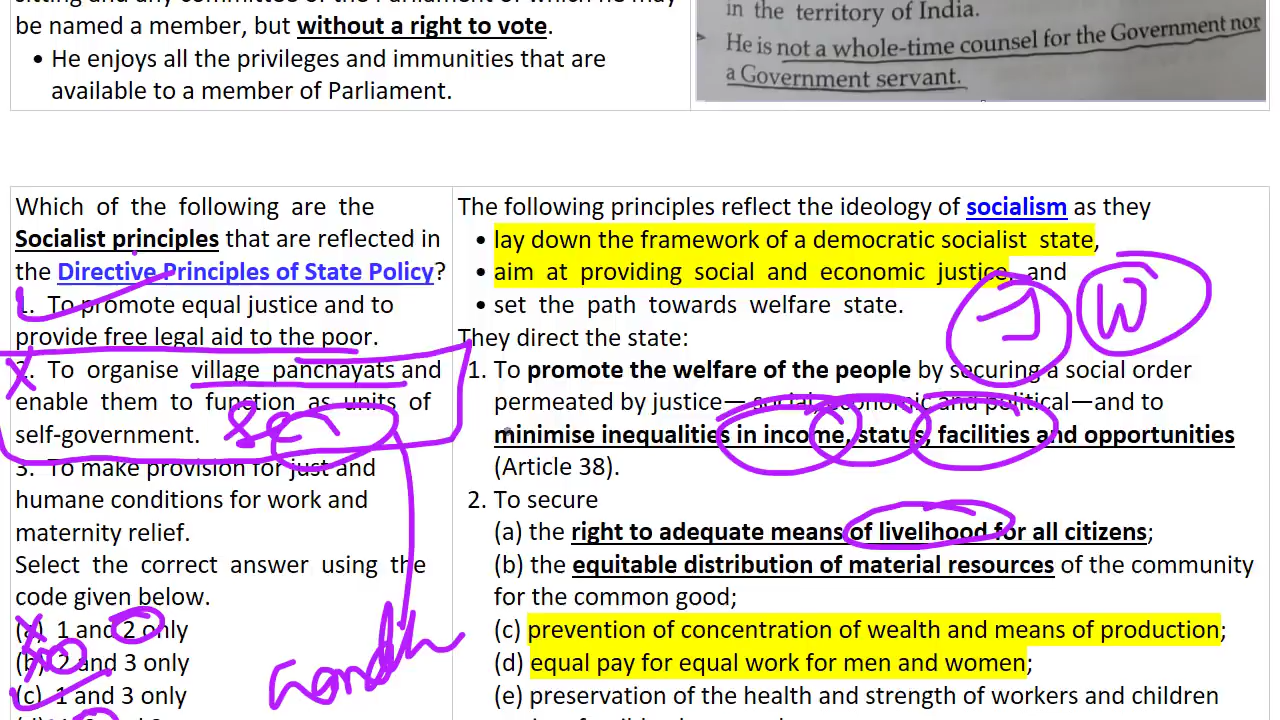 sitting and any committee of the Parliament of which he may
be named a member, but without a right to vote.
• He enjoys all the privileges and immunities that are
available to a member of Parliament.
in the territory of India.
He is not a whole-time counsel for the Government nor
a Government servant.
Which of the following are the
Socialist principles that are reflected in
the Directive Principles of State Policy?
1. To promote equal justice and to
provide free legal aid to the poor.
2. To organise village panchayats and
enable them to function as units of
self-government.
3. To make provision for just and
humane conditions for work and
maternity relief.
Select the correct answer using the
code given below.
(a) 1 and 2 only
(b) 2 and 3 only
(c) 1 and 3 only
The following principles reflect the ideology of socialism as they
• lay down the framework of a democratic socialist state,
• aim at providing social and economic justice, and
• set the path towards welfare state.
J W
They direct the state:
1. To promote the welfare of the people by securing a social order
permeated by justice— social, economic and political—and to
minimise inequalities in income, status, facilities and opportunities
(Article 38).
2. To secure
(a) the right to adequate means of livelihood for all citizens;
(b) the equitable distribution of material resources of the community
for the common good;
(c) prevention of concentration of wealth and means of production;
(d) equal pay for equal work for men and women;
(e) preservation of the health and strength of workers and children